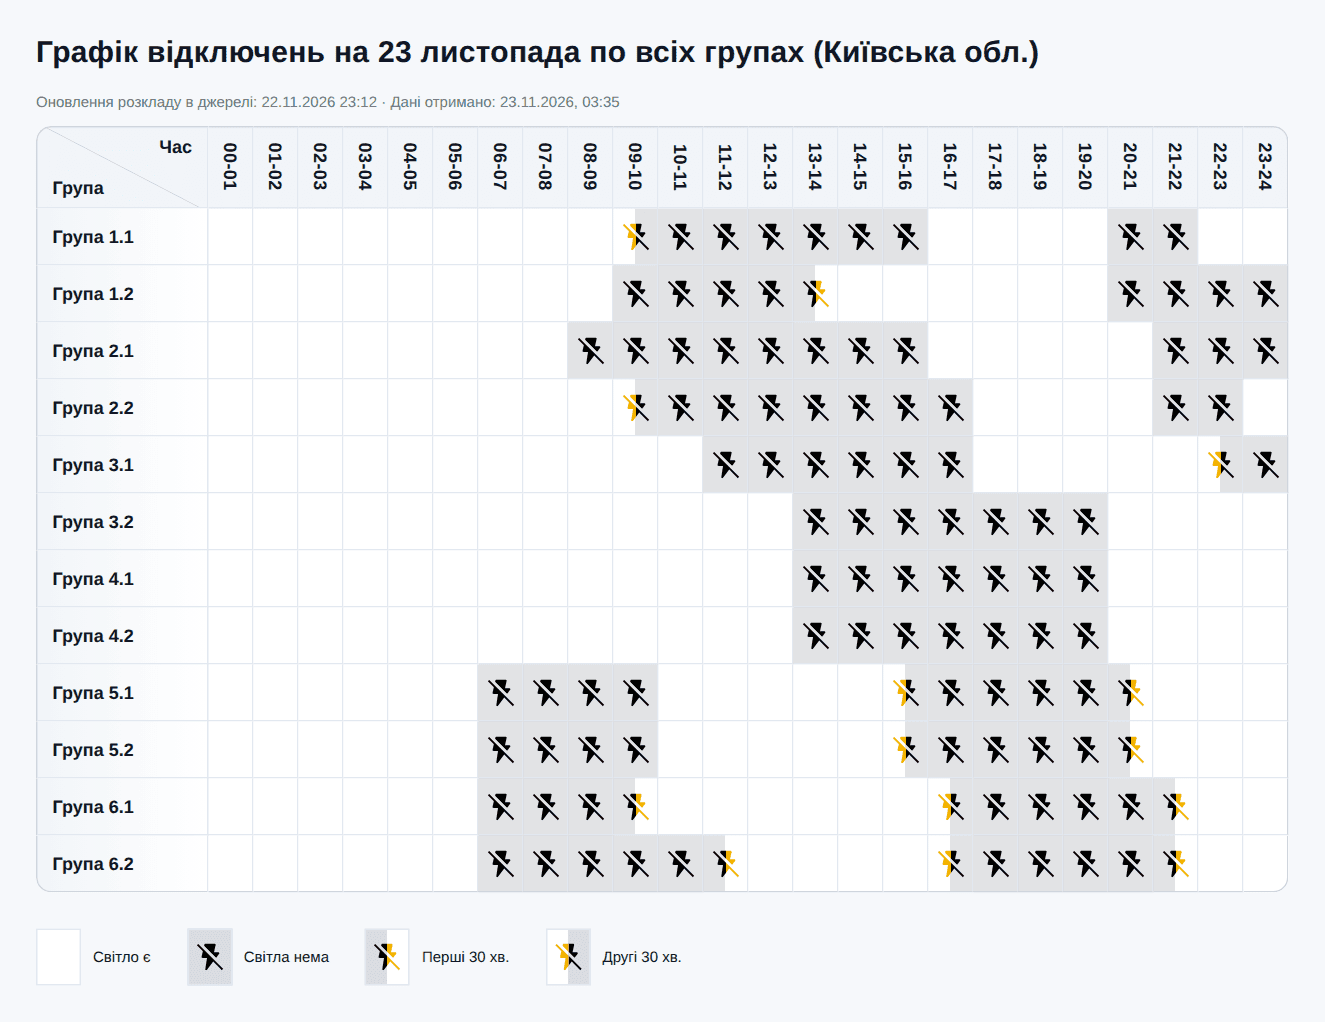 Графік відключень на 23 листопада по всіх групах (Київська обл.)
Оновлення розкладу в джерелі: 22.11.2026 23:12 · Дані отримано: 23.11.2026, 03:35
Час
Група
00-01 01-02 02-03 03-04 04-05 05-06 06-07 07-08 08-09 09-10 10-11 11-12 12-13 13-14 14-15 15-16 16-17 17-18 18-19 19-20 20-21 21-22 22-23 23-24
Група 1.1
Група 1.2
Група 2.1
Група 2.2
Група 3.1
Група 3.2
Група 4.1
Група 4.2
Група 5.1
Група 5.2
Група 6.1
Група 6.2
Світло є Світла нема Перші 30 хв. Другі 30 хв.